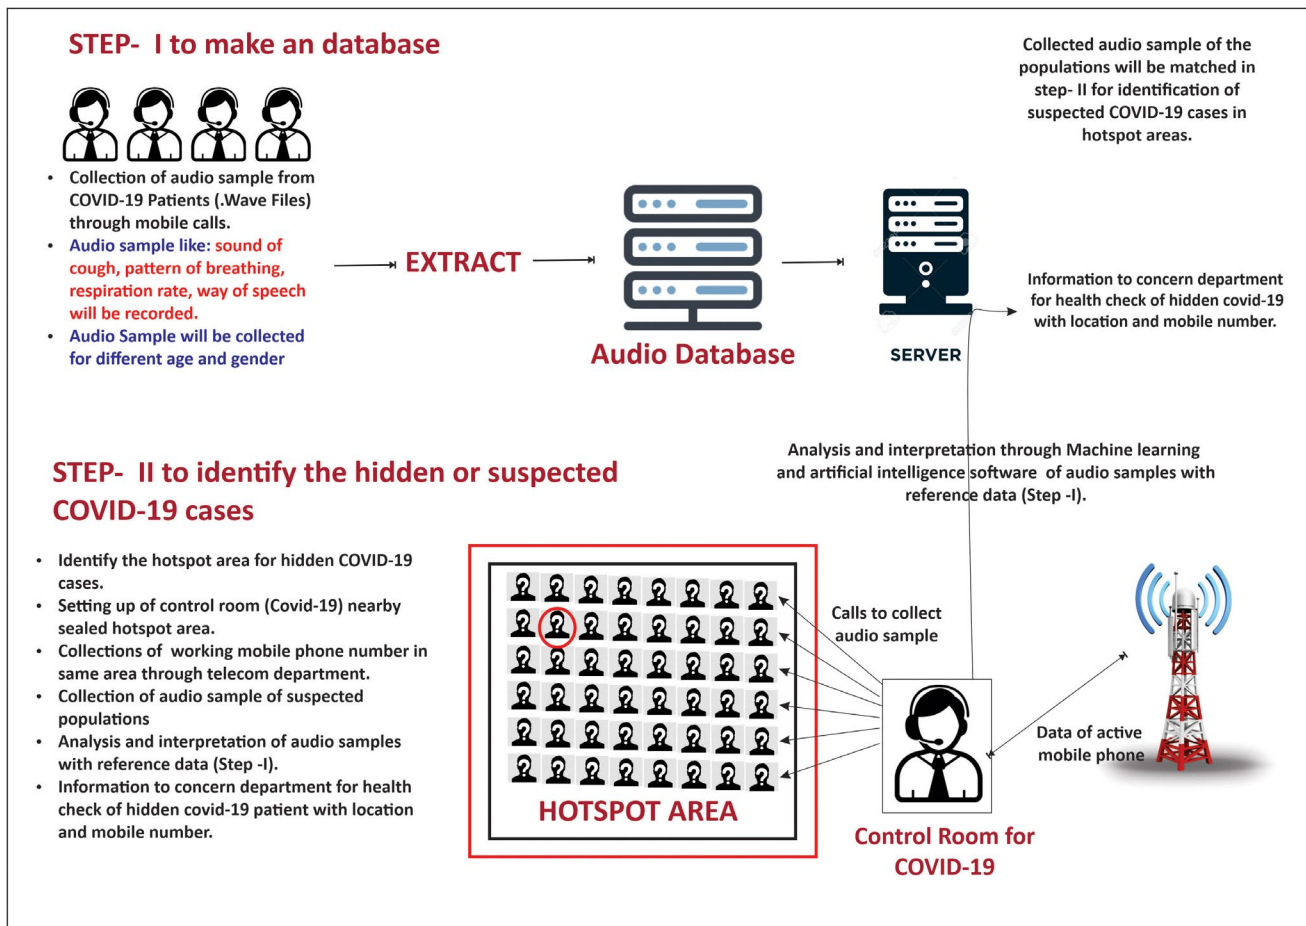 STEP-  I to make an database
• Collection of audio sample from
COVID-19 Patients (.Wave Files)
through mobile calls.
• Audio sample like: sound of
cough, pattern of breathing,
respiration rate, way of speech
will be recorded.
• Audio Sample will be collected
for different age and gender
EXTRACT
Audio Database
SERVER
Collected audio sample of the
populations will be matched in
step- II for identification of
suspected COVID-19 cases in
hotspot areas.
Information to concern department
for health check of hidden covid-19
with location and mobile number.
Analysis and interpretation through Machine learning
and artificial intelligence software  of audio samples with
reference data (Step -I).
STEP-  II to identify the hidden or suspected
COVID-19 cases
• Identify the hotspot area for hidden COVID-19
cases.
• Setting up of control room (Covid-19) nearby
sealed hotspot area.
• Collections of  working mobile phone number in
same area through telecom department.
• Collection of audio sample of suspected
populations
• Analysis and interpretation of audio samples
with reference data (Step -I).
• Information to concern department for health
check of hidden covid-19 patient with location
and mobile number.
HOTSPOT AREA
Calls to collect
audio sample
Control Room for
COVID-19
Data of active
mobile phone